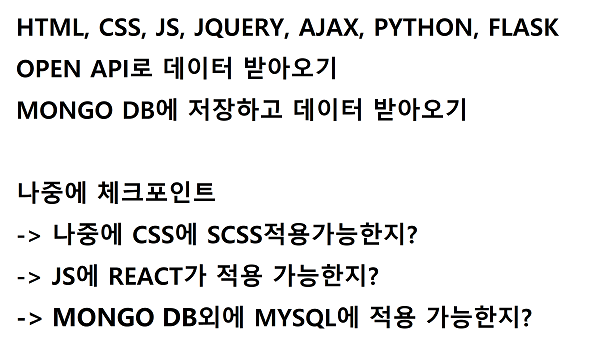 HTML, CSS, JS, JQUERY, AJAX, PYTHON, FLASK
OPEN API로 데이터 받아오기
MONGO DB에 저장하고 데이터 받아오기
나중에 체크포인트
-> 나중에 CSS에 SCSS적용가능한지?
-> JS에 REACT가 적용 가능한지?
-> MONGO DB외에 MYSQL에 적용 가능한지?